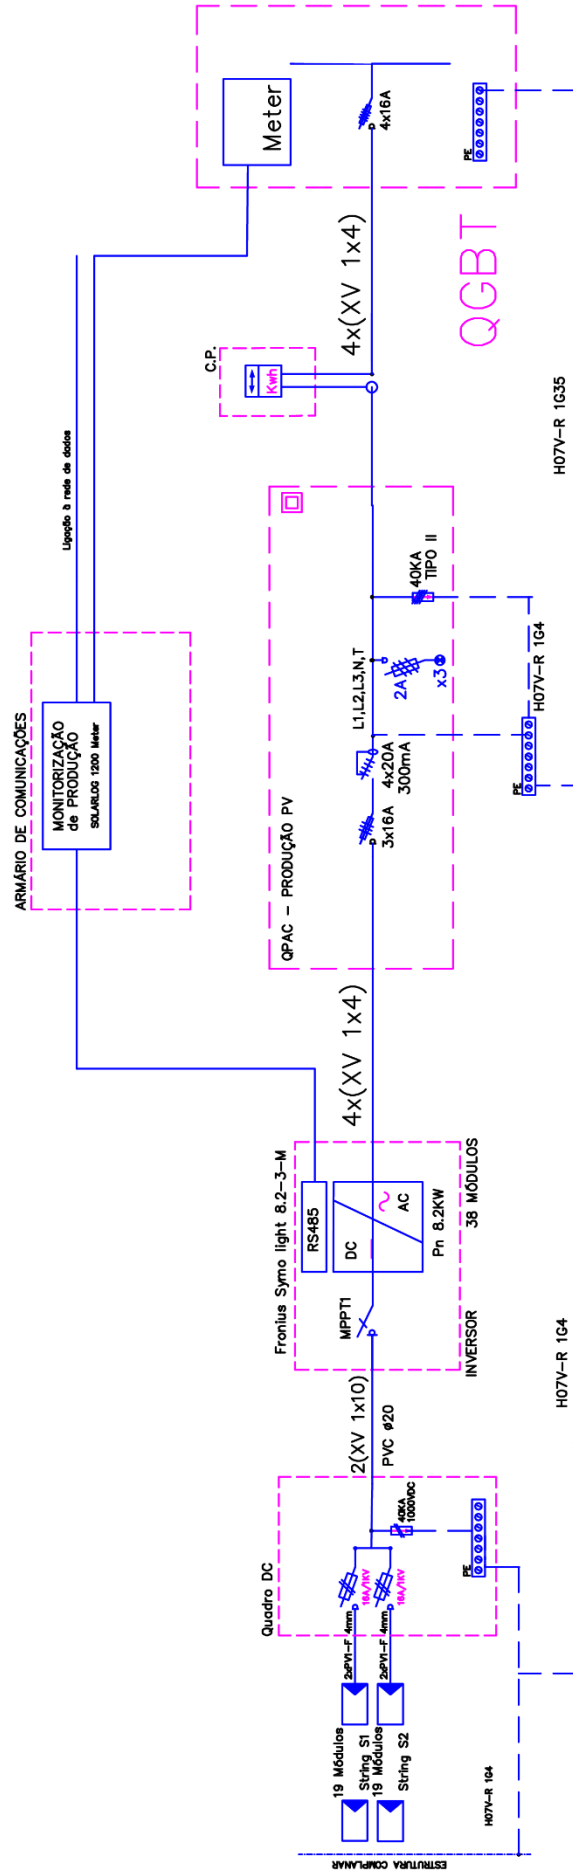 ESTRUTURA COMPLANAR
19 Módulos
String S1
19 Módulos
String S2
2xPV1-F 4mm
2xPV1-F 4mm
Quadro DC
16A/1KV
16A/1KV
40KA
1000VDC
PE
H07V-R 1G4
2(XV 1x10)
PVC ø20
Fronius Symo light 8.2-3-M
RS485
MPPT1
DC
AC
Pn 8.2KW
INVERSOR
38 MÓDULOS
H07V-R 1G4
4x(XV 1x4)
ARMÁRIO DE COMUNICAÇÕES
MONITORIZAÇÃO
de PRODUÇÃO
SOLARLOG 1200 Meter
Ligação à rede de dados
QPAC - PRODUÇÃO PV
3x16A
4x20A
300mA
L1,L2,L3,N,T
2A
x3
40KA
TIPO II
PE
H07V-R 1G4
C.P.
Kwh
4x(XV 1x4)
Meter
4x16A
PE
QGBT
H07V-R 1G35